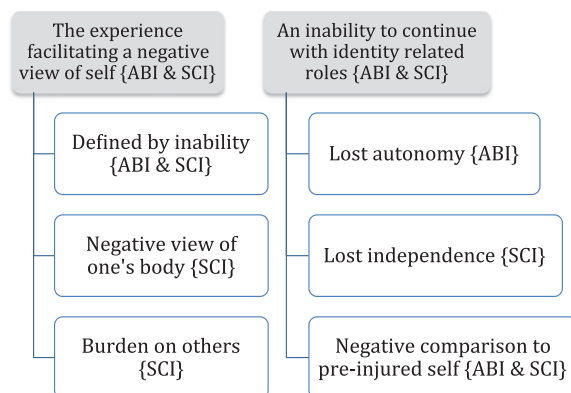 The experience
facilitating a negative
view of self {ABI & SCI}
Defined by inability
{ABI & SCI}
Negative view of
one's body {SCI}
Burden on others
{SCI}
An inability to continue
with identity related
roles {ABI & SCI}
Lost autonomy {ABI}
Lost independence {SCI}
Negative comparison to
pre-injured self {ABI & SCI}